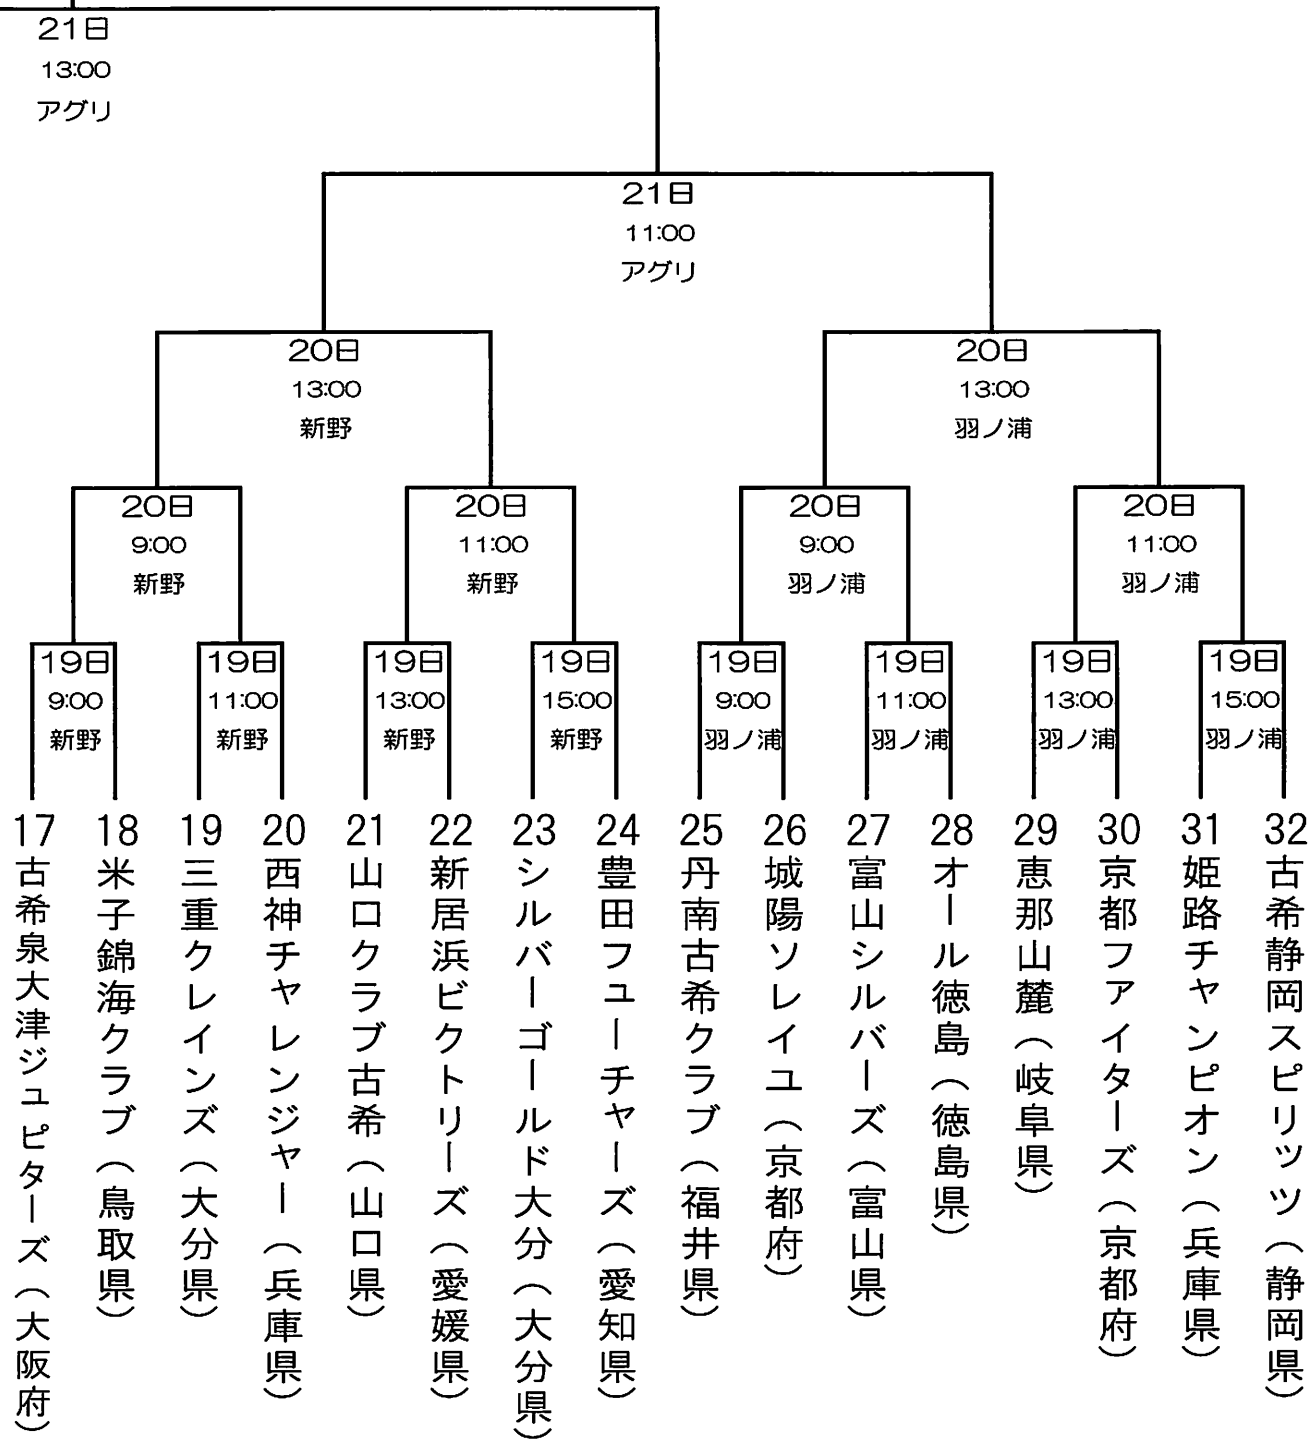 21日
13:00
アグリ
21日
11:00
アグリ
20日
13:00
新野
20日
13:00
羽ノ浦
20日
9:00
新野
20日
11:00
新野
20日
9:00
羽ノ浦
20日
11:00
羽ノ浦
19日
9:00
新野
19日
11:00
新野
19日
13:00
新野
19日
15:00
新野
19日
9:00
羽ノ浦
19日
11:00
羽ノ浦
19日
13:00
羽ノ浦
19日
15:00
羽ノ浦
17
古希泉大津ジュピターズ（大阪府）
18
米子錦海クラブ（鳥取県）
19
三重クレインズ（大分県）
20
西神チャレンジャー（兵庫県）
21
山口クラブ古希（山口県）
22
新居浜ビクトリーズ（愛媛県）
23
シルバーゴールド大分（大分県）
24
豊田フューチャーズ（愛知県）
25
丹南古希クラブ（福井県）
26
城陽ソレイユ（京都府）
27
富山シルバーズ（富山県）
28
オール徳島（徳島県）
29
恵那山麓（岐阜県）
30
京都ファイターズ（京都府）
31
姫路チャンピオン（兵庫県）
32
古希静岡スピリッツ（静岡県）